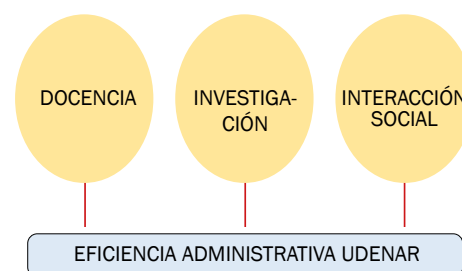 DOCENCIA
INVESTIGA-
CIÓN
INTERACCIÓN
SOCIAL
EFICIENCIA ADMINISTRATIVA UDENAR